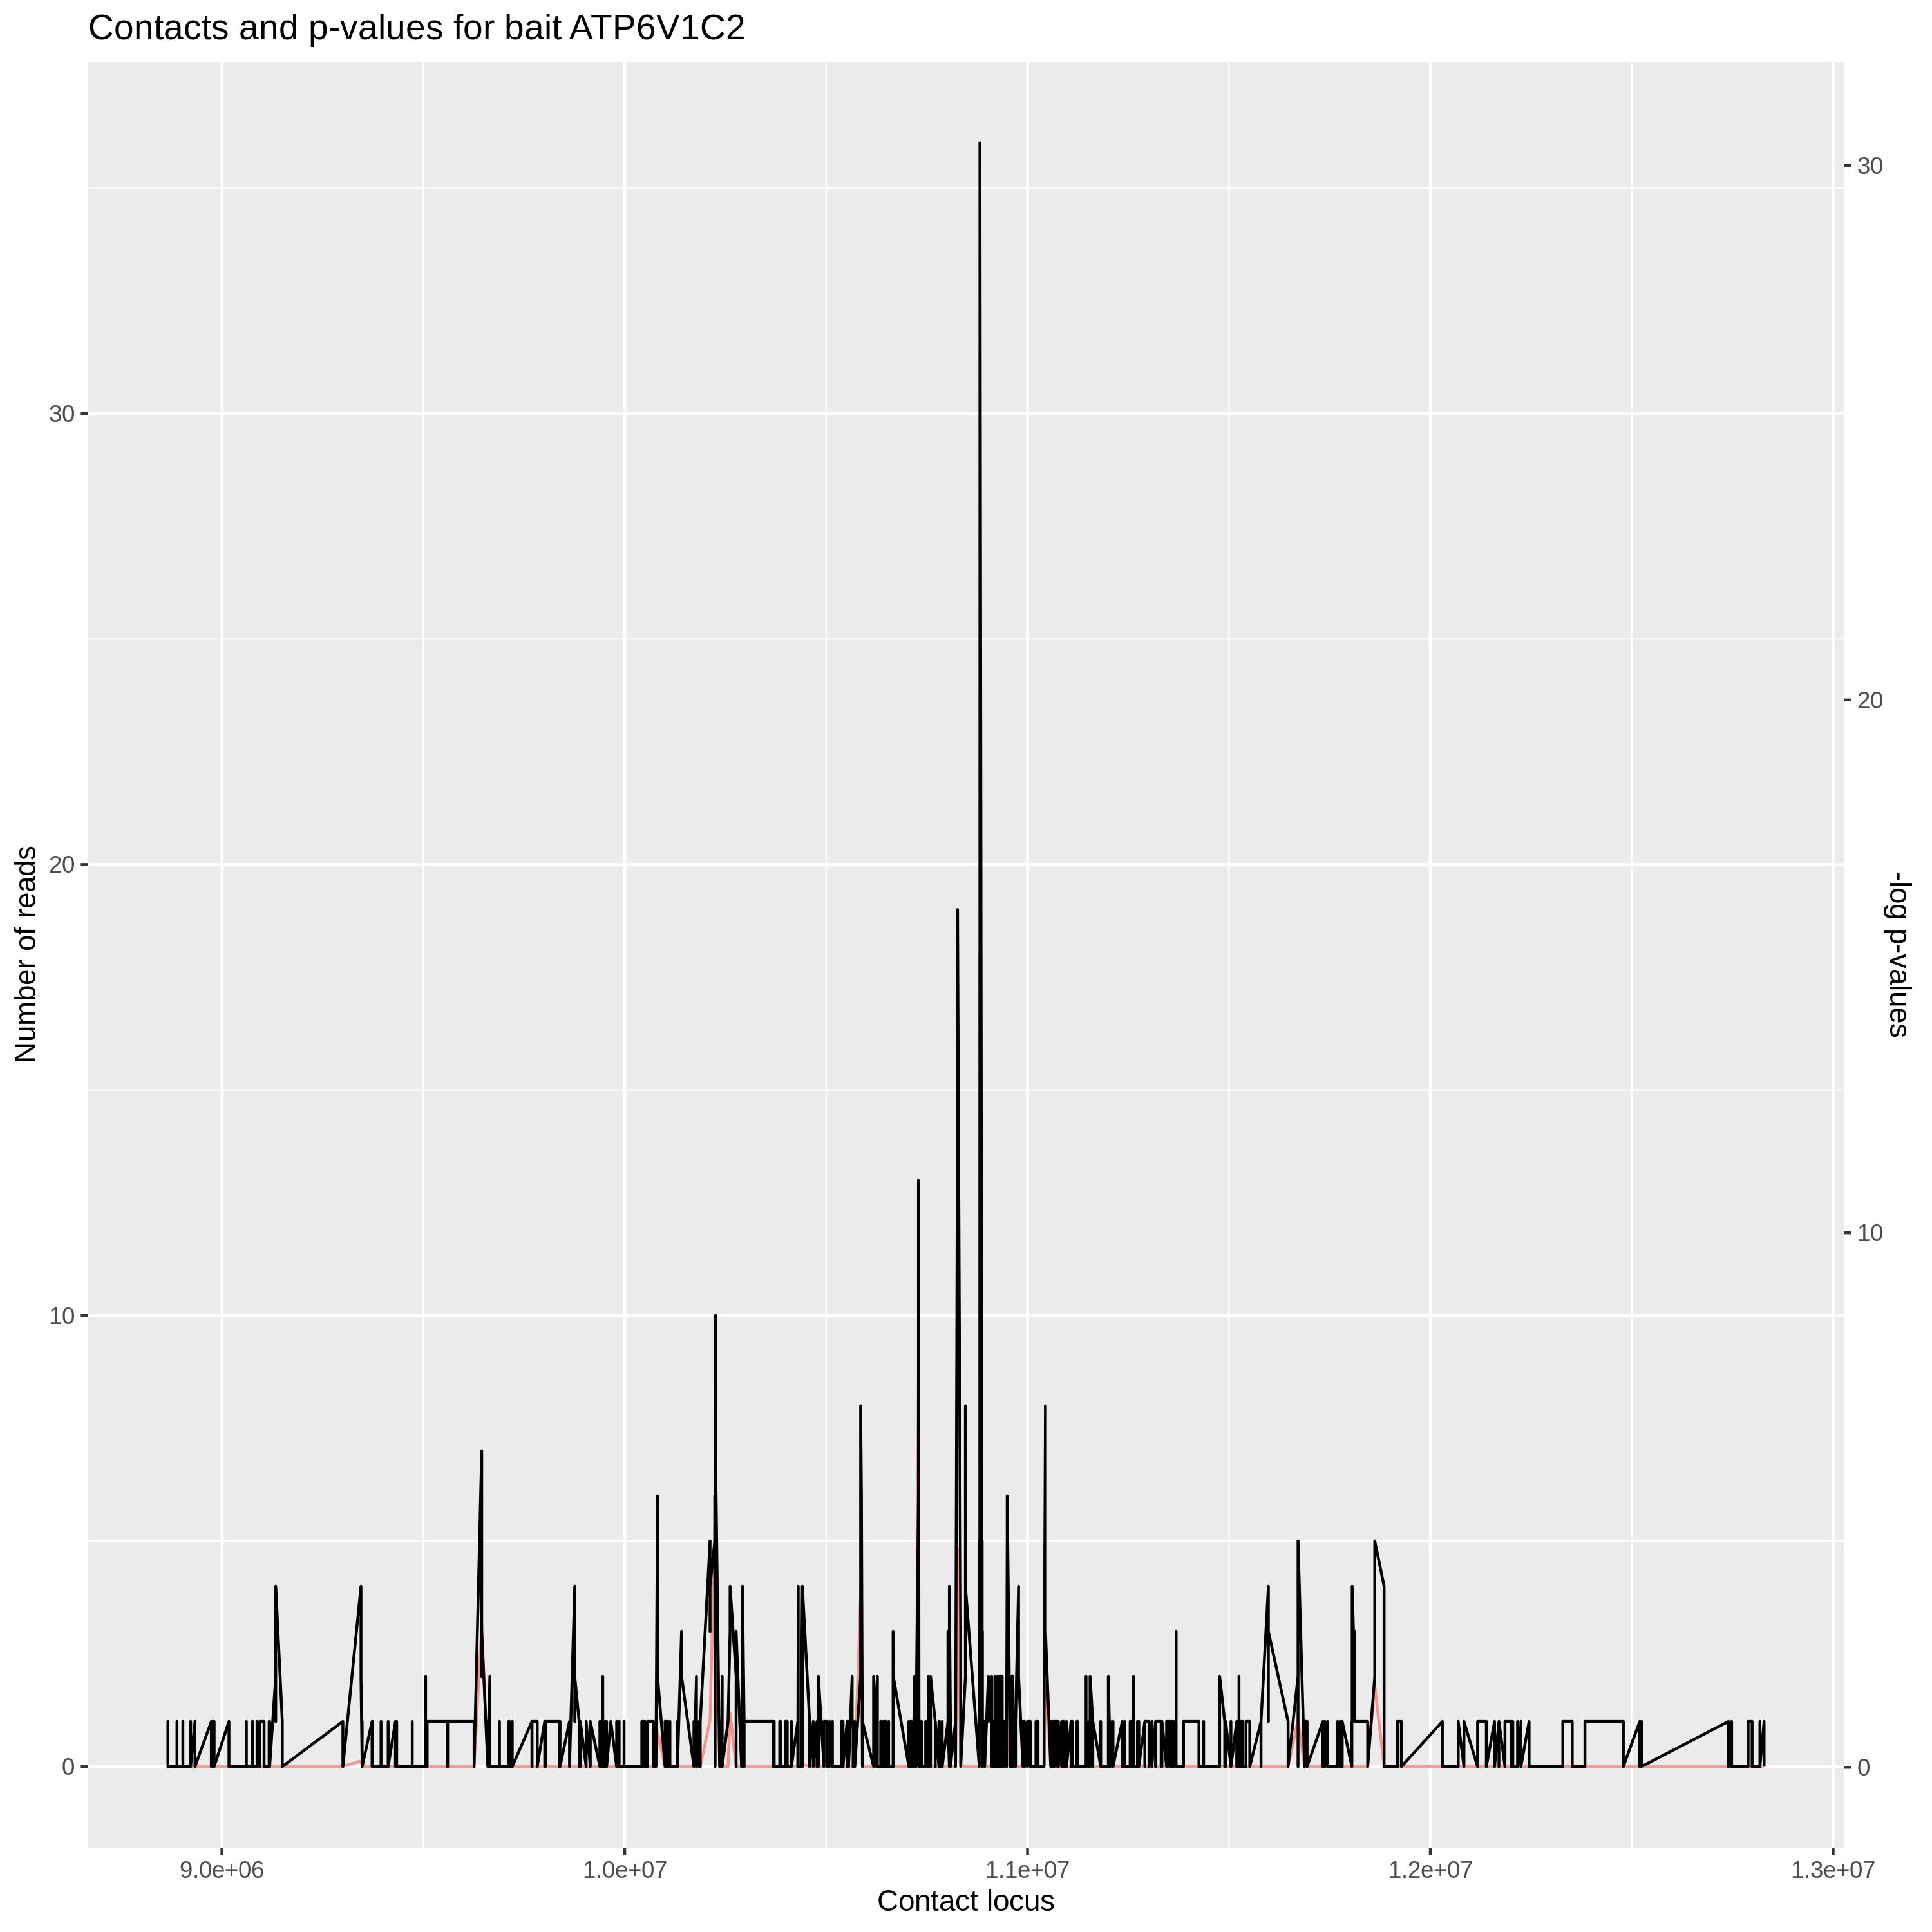 Contacts and p-values for bait ATP6V1C2
Number of reads
30
20
10
0
30
20
10
0
-log p-values
9.0e+06 1.0e+07 1.1e+07 1.2e+07 1.3e+07
Contact locus